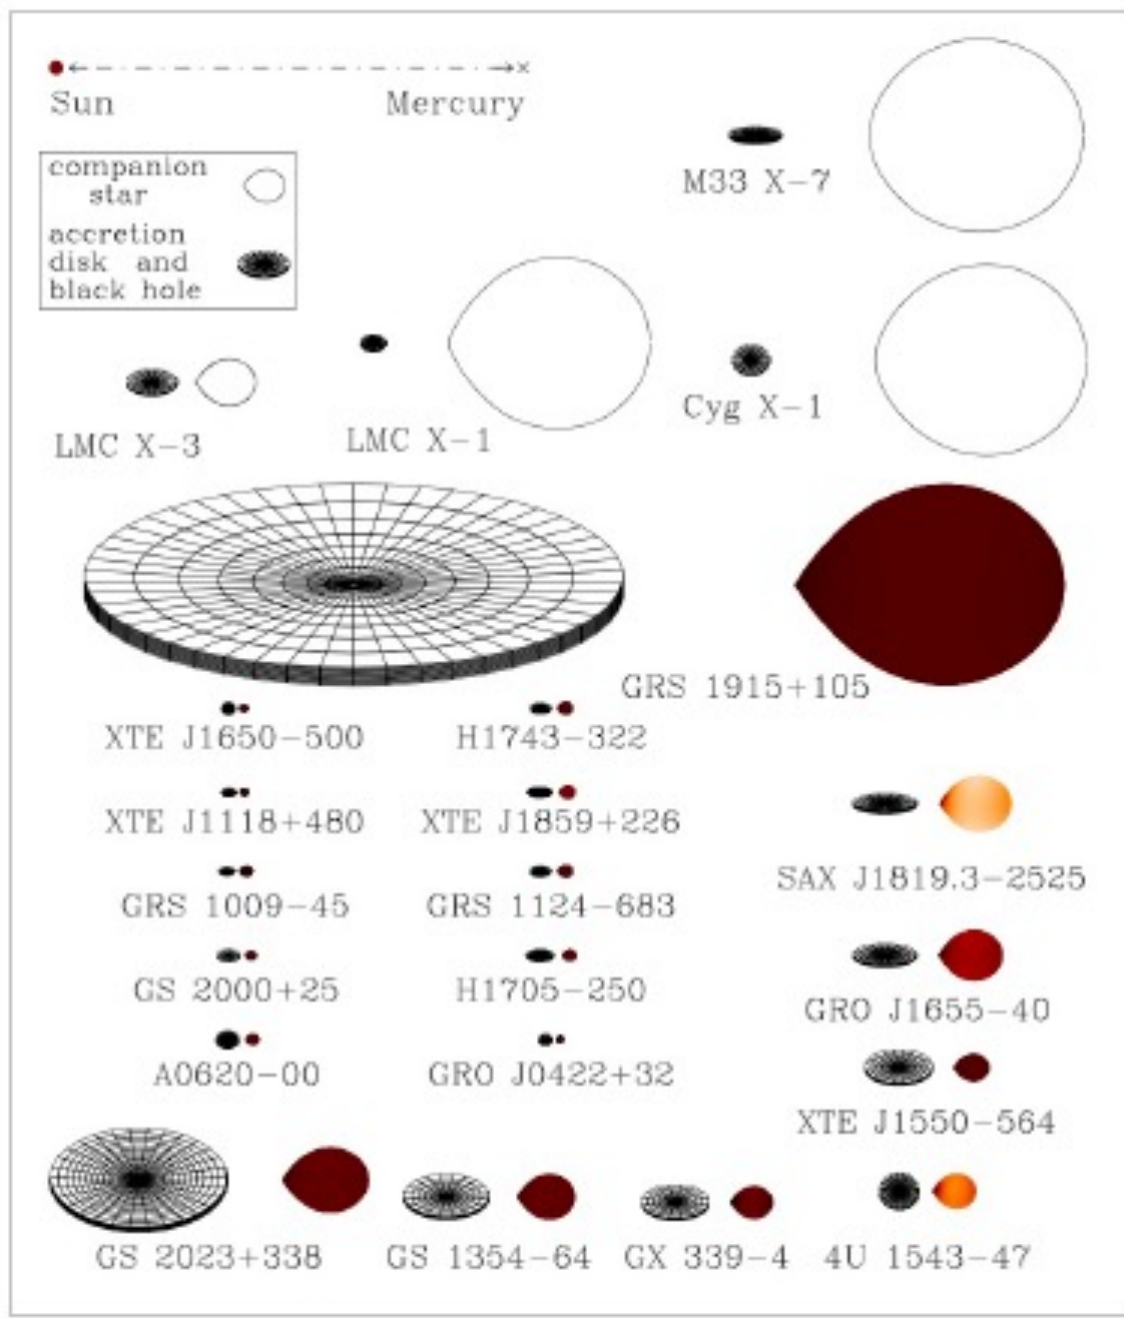 Sun Mercury
companion
star
accretion
disk and
black hole
M33 X-7
LMC X-3
LMC X-1
Cyg X-1
GRS 1915+105
XTE J1650-500
H1743-322
XTE J1118+480
XTE J1859+226
SAX J1819.3-2525
GRS 1009-45
GRS 1124-683
GS 2000+25
H1705-250
GRO J1655-40
A0620-00
GRO J0422+32
XTE J1550-564
GS 2023+338
GS 1354-64
GX 339-4
4U 1543-47